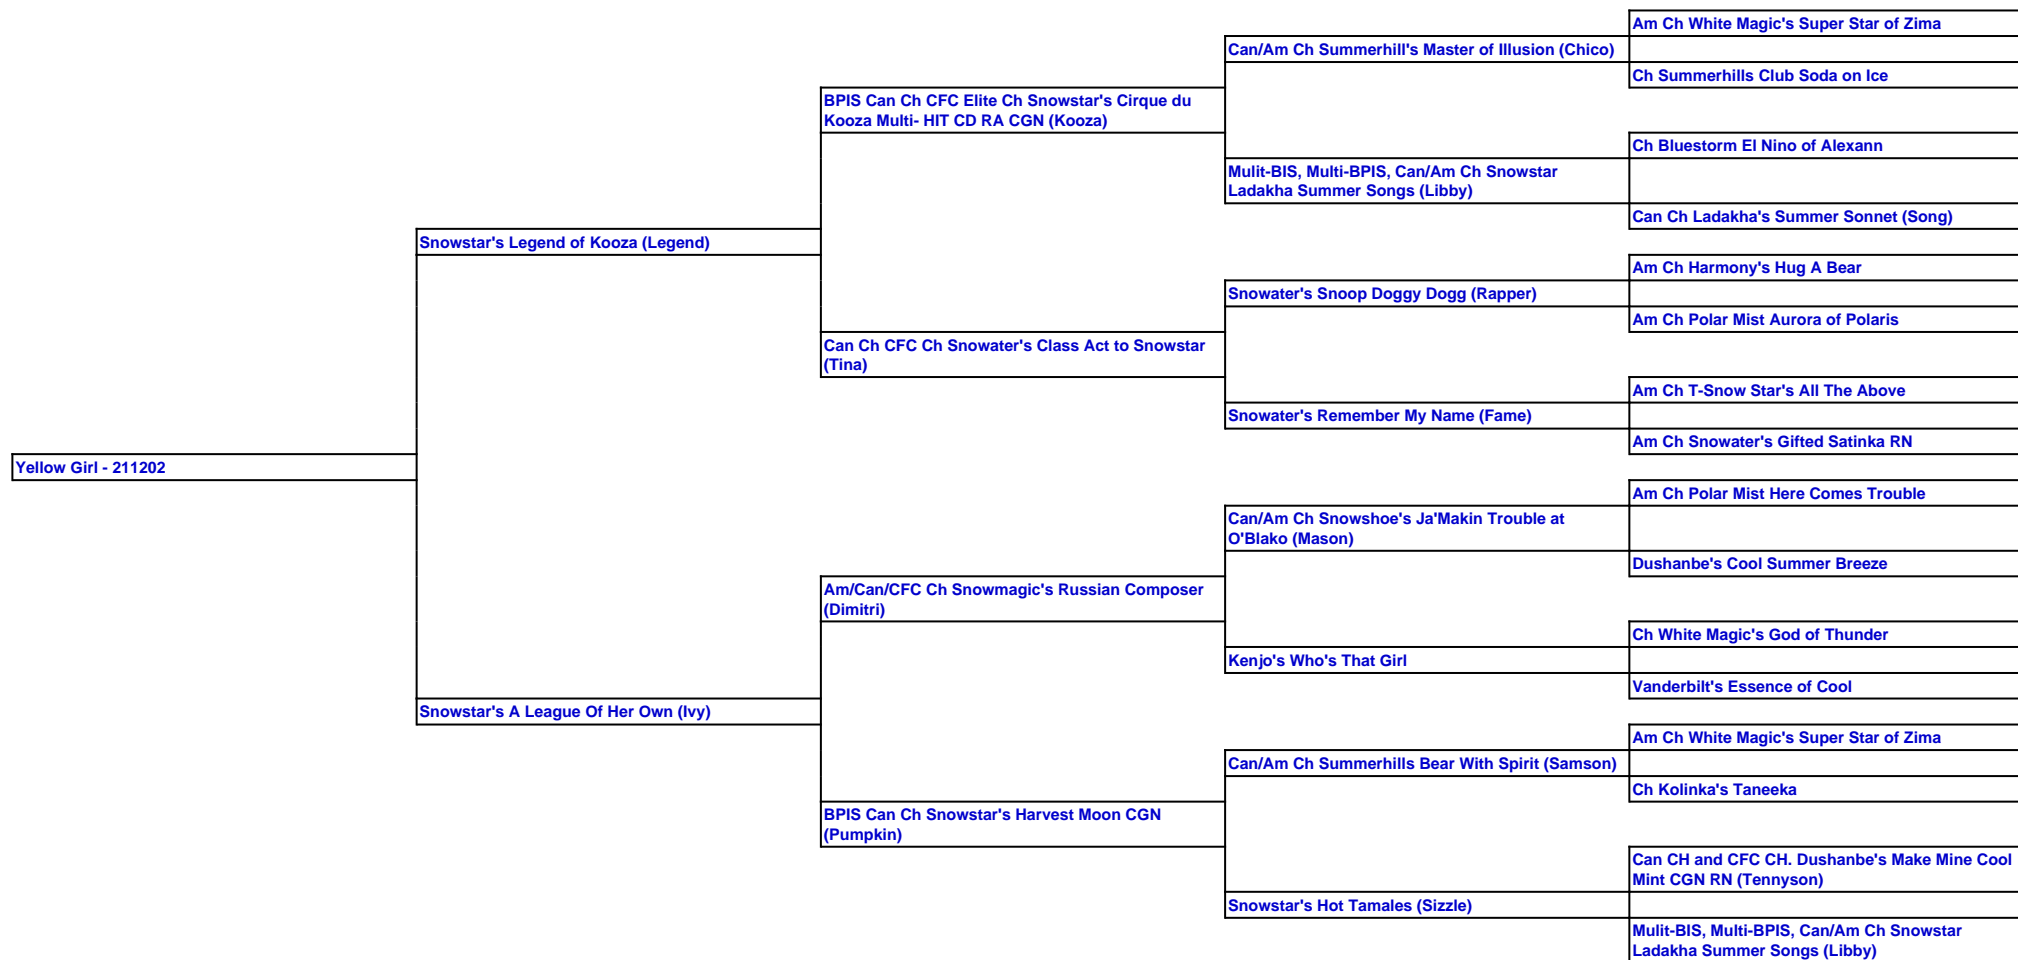 Am Ch White Magic's Super Star of Zima
Can/Am Ch Summerhill's Master of Illusion (Chico)
Ch Summerhills Club Soda on Ice
BPIS Can Ch CFC Elite Ch Snowstar's Cirque du
Kooza Multi- HIT CD RA CGN (Kooza)
Ch Bluestorm El Nino of Alexann
Mulit-BIS, Multi-BPIS, Can/Am Ch Snowstar
Ladakha Summer Songs (Libby)
Can Ch Ladakha's Summer Sonnet (Song)
Snowstar's Legend of Kooza (Legend)
Am Ch Harmony's Hug A Bear
Snowater's Snoop Doggy Dogg (Rapper)
Am Ch Polar Mist Aurora of Polaris
Can Ch CFC Ch Snowater's Class Act to Snowstar
(Tina)
Am Ch T-Snow Star's All The Above
Snowater's Remember My Name (Fame)
Am Ch Snowater's Gifted Satinka RN
Yellow Girl - 211202
Am Ch Polar Mist Here Comes Trouble
Can/Am Ch Snowshoe's Ja'Makin Trouble at
O'Blako (Mason)
Dushanbe's Cool Summer Breeze
Am/Can/CFC Ch Snowmagic's Russian Composer
(Dimitri)
Ch White Magic's God of Thunder
Kenjo's Who's That Girl
Vanderbilt's Essence of Cool
Snowstar's A League Of Her Own (Ivy)
Am Ch White Magic's Super Star of Zima
Can/Am Ch Summerhills Bear With Spirit (Samson)
Ch Kolinka's Taneeka
BPIS Can Ch Snowstar's Harvest Moon CGN
(Pumpkin)
Can CH and CFC CH. Dushanbe's Make Mine Cool
Mint CGN RN (Tennyson)
Snowstar's Hot Tamales (Sizzle)
Mulit-BIS, Multi-BPIS, Can/Am Ch Snowstar
Ladakha Summer Songs (Libby)